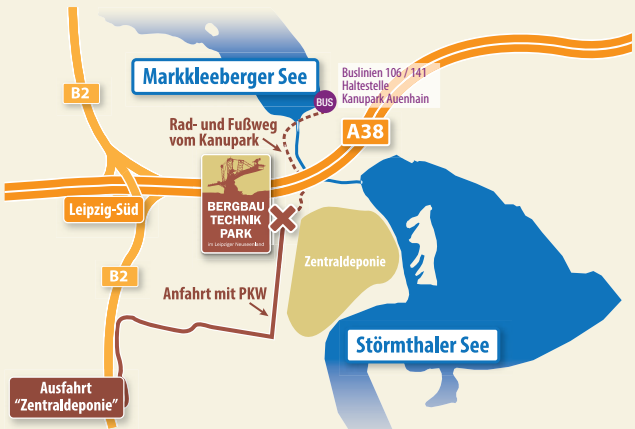 B2
Markkleeberger See
Buslinien 106 / 141
Haltestelle
Kanupark Auenhain
BUS
Rad- und Fußweg
vom Kanupark
A38
BERGBAU
TECHNIK
PARK
im Leipziger Neuseenland
Leipzig-Süd
Zentraldeponie
B2
Anfahrt mit PKW
Störmthaler See
Ausfahrt
"Zentraldeponie"